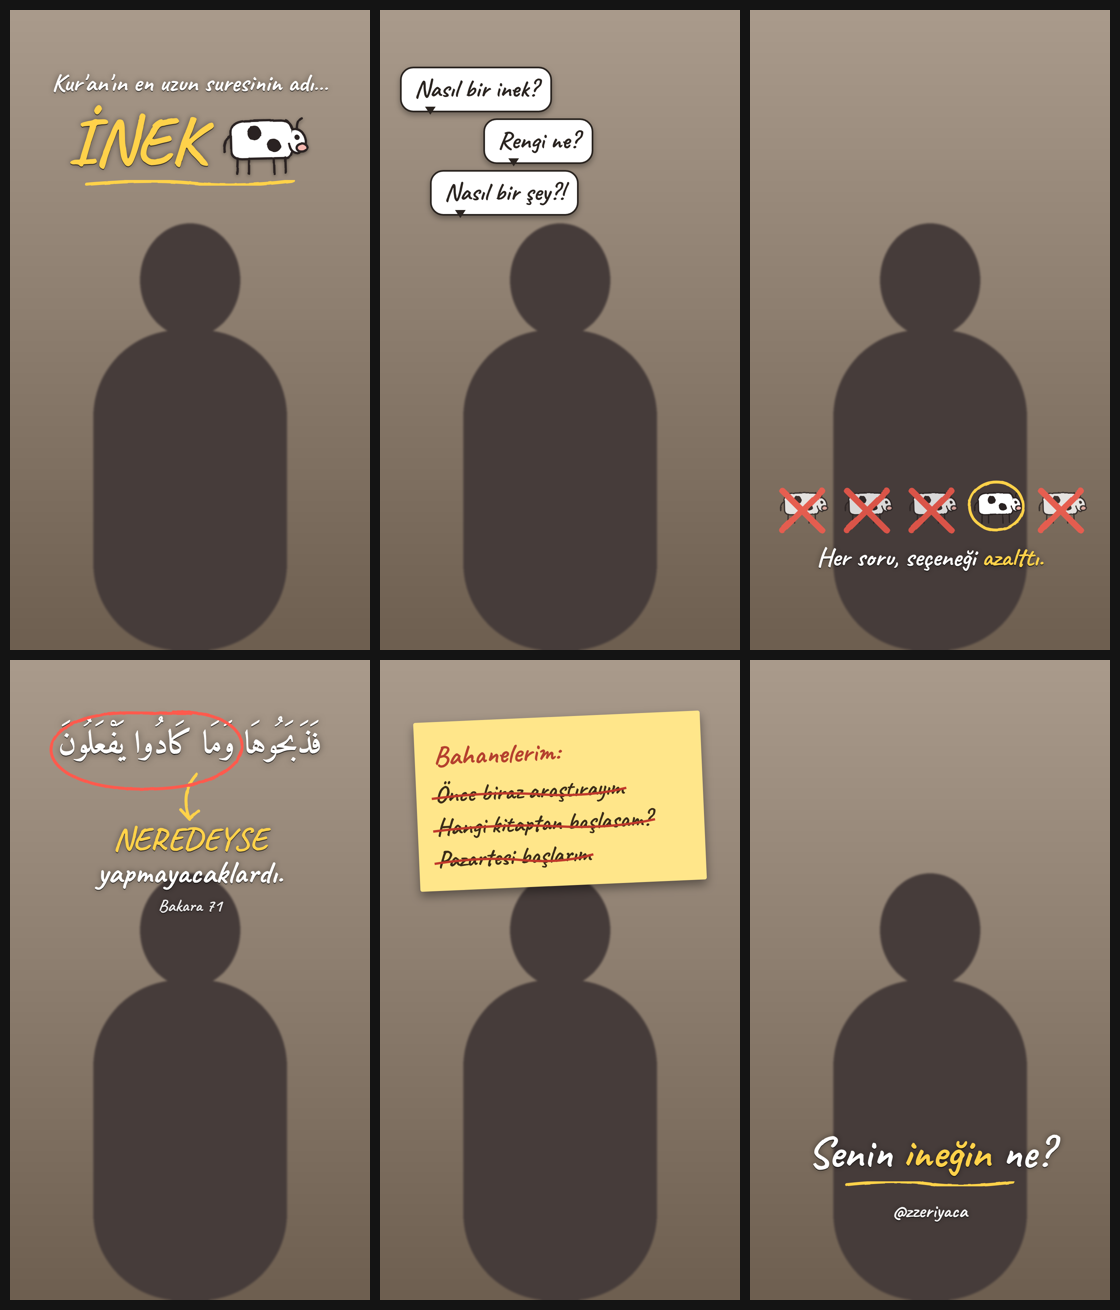 Kur'an'ın en uzun suresinin adı...
İNEK
Nasıl bir inek?
Rengi ne?
Nasıl bir şey?!
Her soru, seçeneği azalttı.
فَذَبَحُوهَا وَمَا كَادُوا يَفْعَلُونَ
NEREDEYSE
yapmayacaklardı.
Bakara 71
Bahanelerim:
Önce biraz araştırayım
Hangi kitaptan başlasam?
Pazartesi başlarım
Senin ineğin ne?
@zzeriyaca